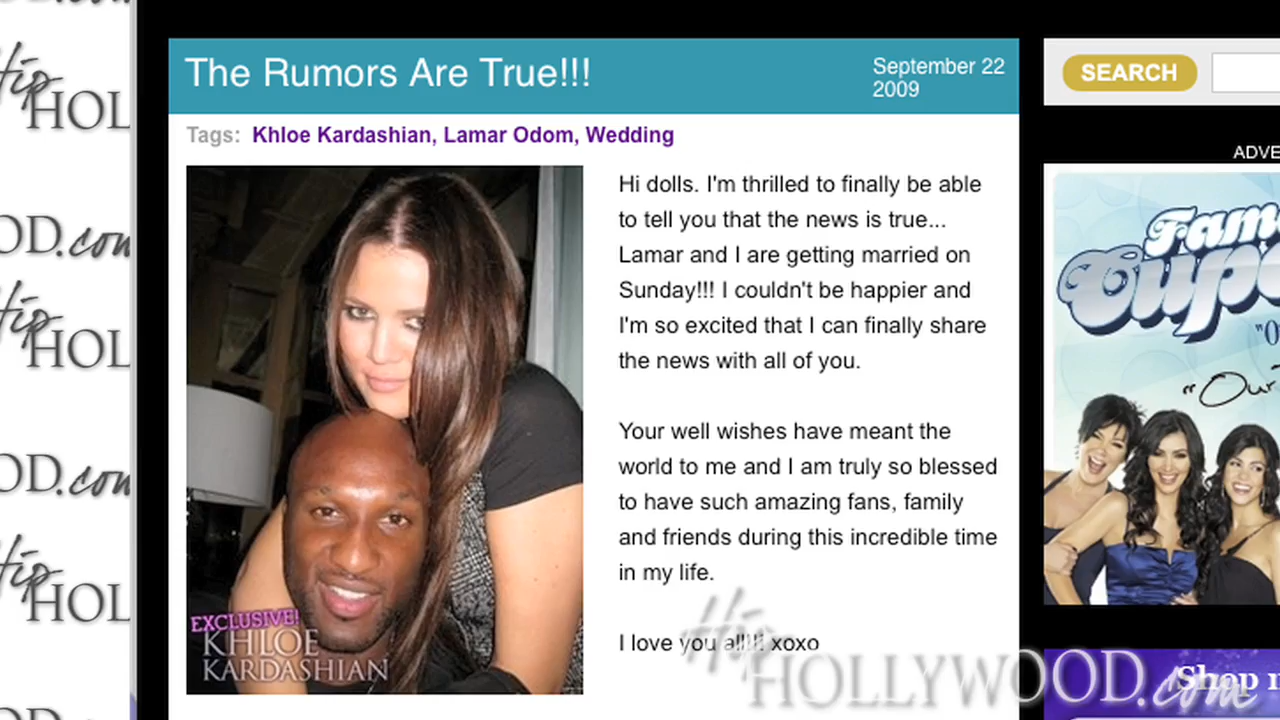 The Rumors Are True!!!
September 22
2009
SEARCH
Tags: Khloe Kardashian, Lamar Odom, Wedding
Hi dolls. I'm thrilled to finally be able
to tell you that the news is true...
Lamar and I are getting married on
Sunday!!! I couldn't be happier and
I'm so excited that I can finally share
the news with all of you.
Your well wishes have meant the
world to me and I am truly so blessed
to have such amazing fans, family
and friends during this incredible time
in my life.
I love you all!!! xoxo
EXCLUSIVE!
KHLOE
KARDASHIAN
"Our
Hip
HOLLYWOOD.com
Shop